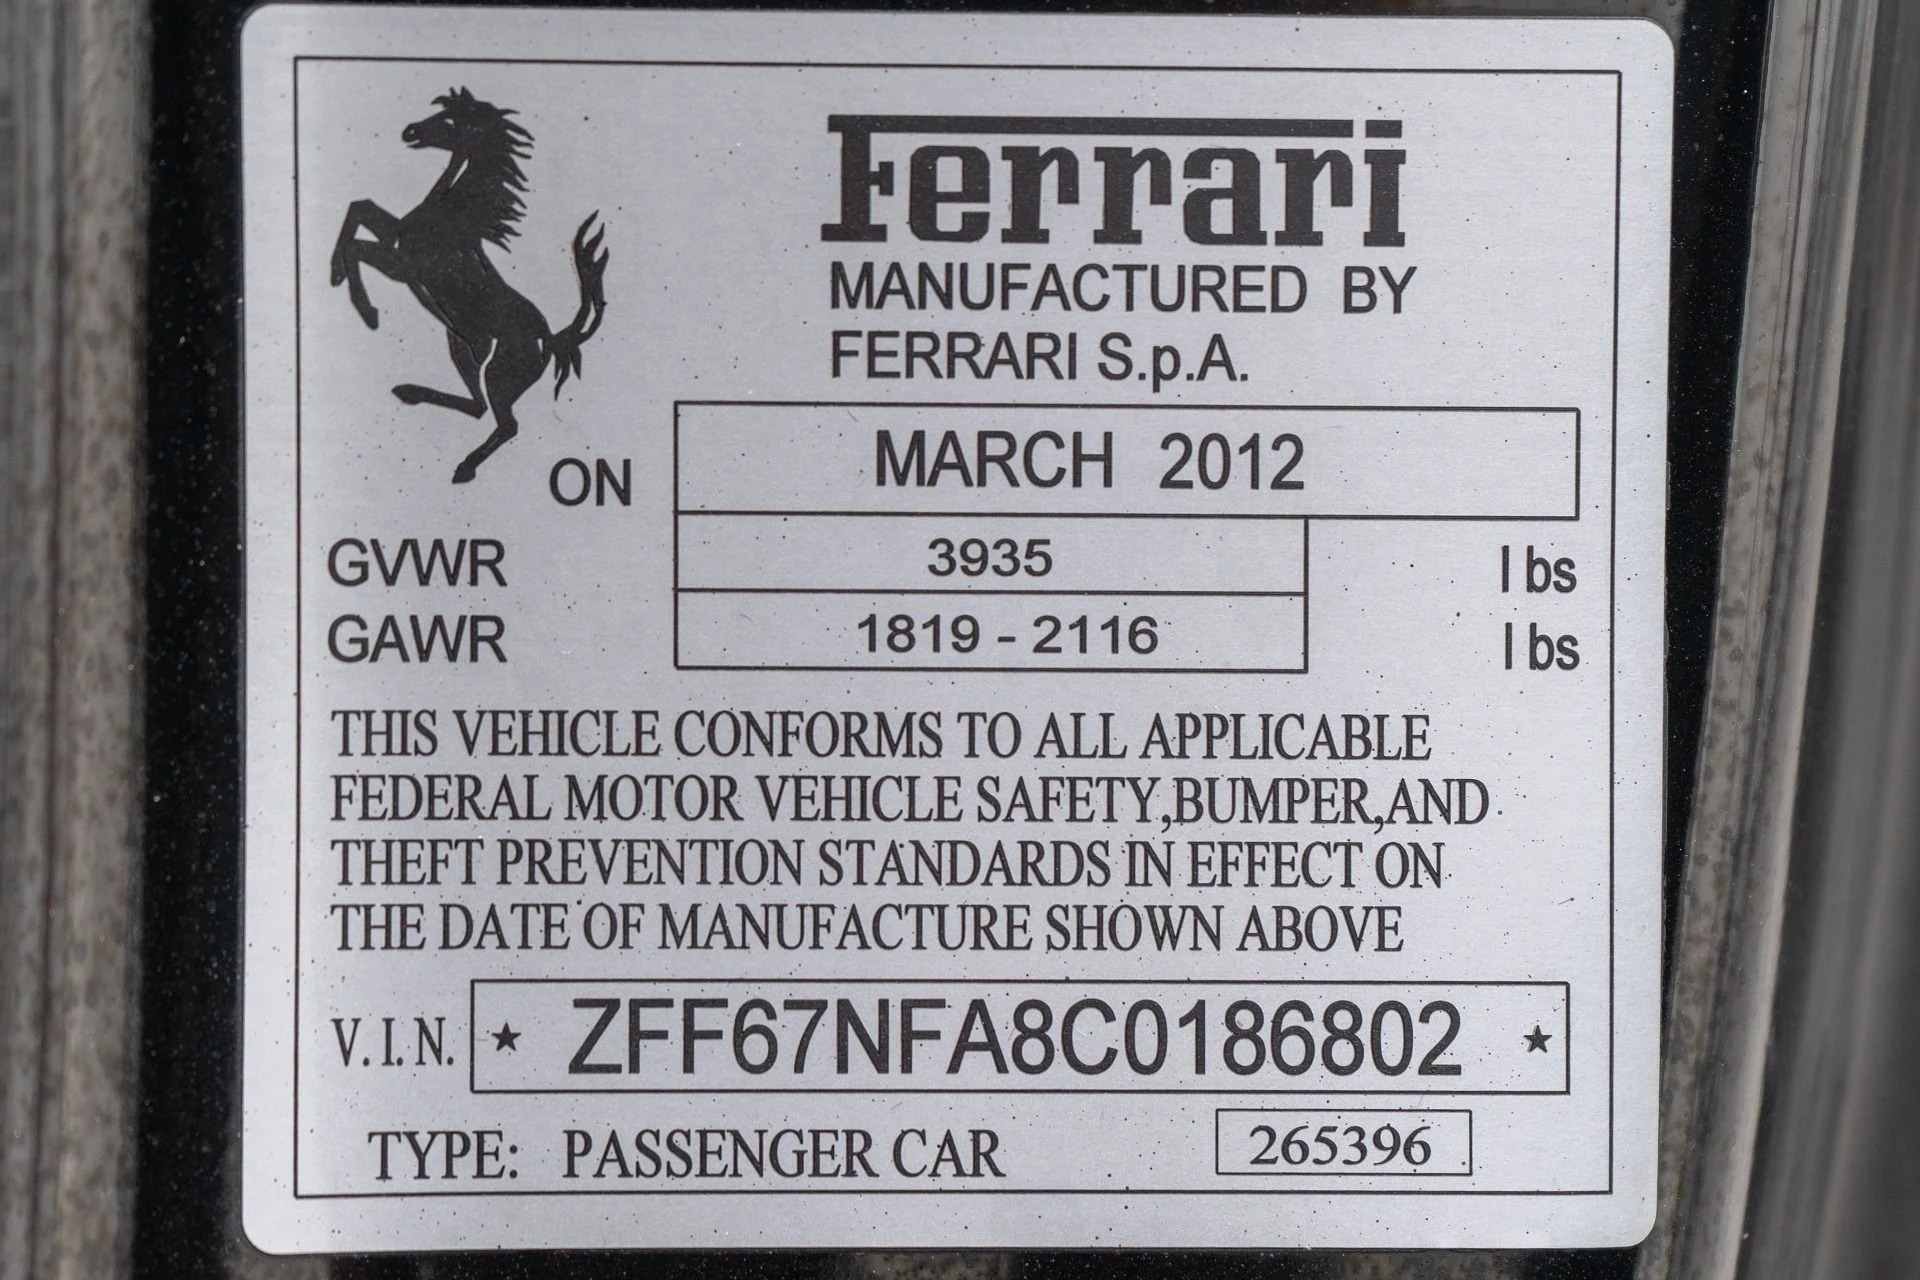 Ferrari
MANUFACTURED BY
FERRARI S.p.A.
ON MARCH 2012
GVWR 3935 lbs
GAWR 1819 - 2116 lbs
THIS VEHICLE CONFORMS TO ALL APPLICABLE
FEDERAL MOTOR VEHICLE SAFETY,BUMPER,AND
THEFT PREVENTION STANDARDS IN EFFECT ON
THE DATE OF MANUFACTURE SHOWN ABOVE
V.I.N. ★ ZFF67NFA8C0186802 ★
TYPE: PASSENGER CAR 265396